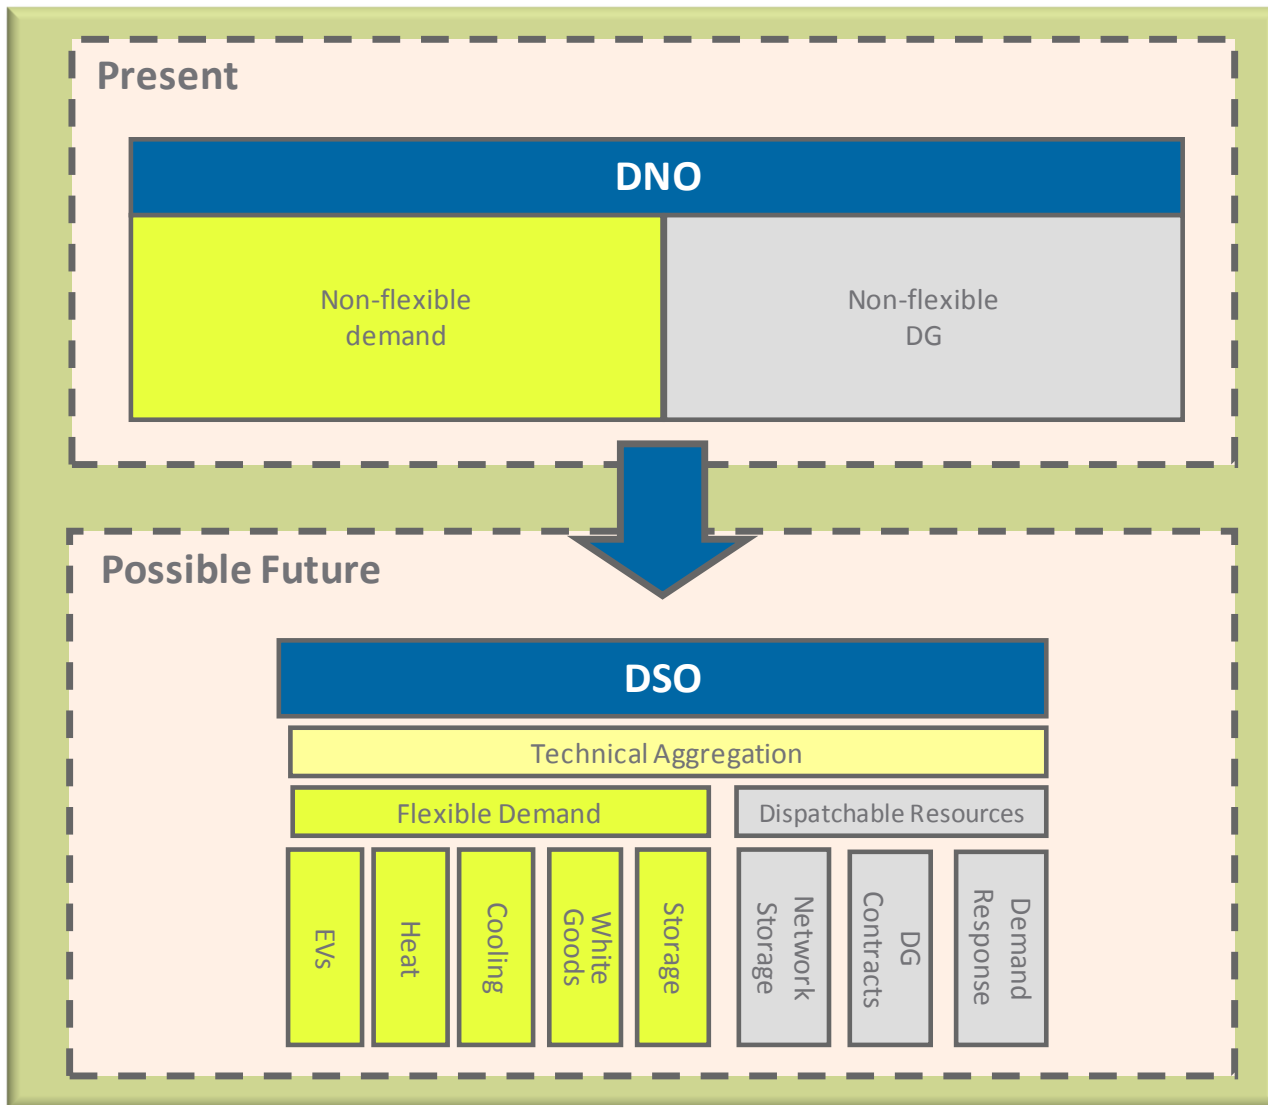 Present
DNO
Non-flexible
demand
Non-flexible
DG
Possible Future
DSO
Technical Aggregation
Flexible Demand
Dispatchable Resources
EVs
Heat
Cooling
White
Goods
Storage
Network
Storage
DG
Contracts
Demand
Response